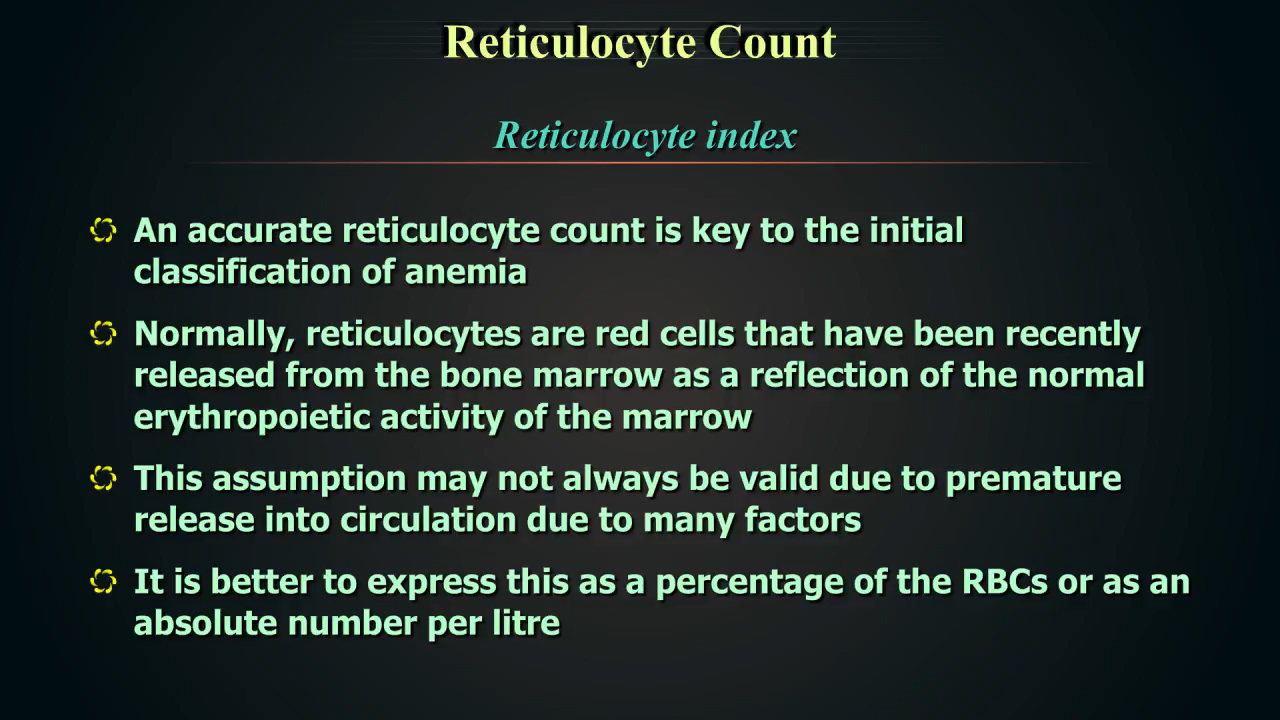 Reticulocyte Count
Reticulocyte index
An accurate reticulocyte count is key to the initial
classification of anemia
Normally, reticulocytes are red cells that have been recently
released from the bone marrow as a reflection of the normal
erythropoietic activity of the marrow
This assumption may not always be valid due to premature
release into circulation due to many factors
It is better to express this as a percentage of the RBCs or as an
absolute number per litre